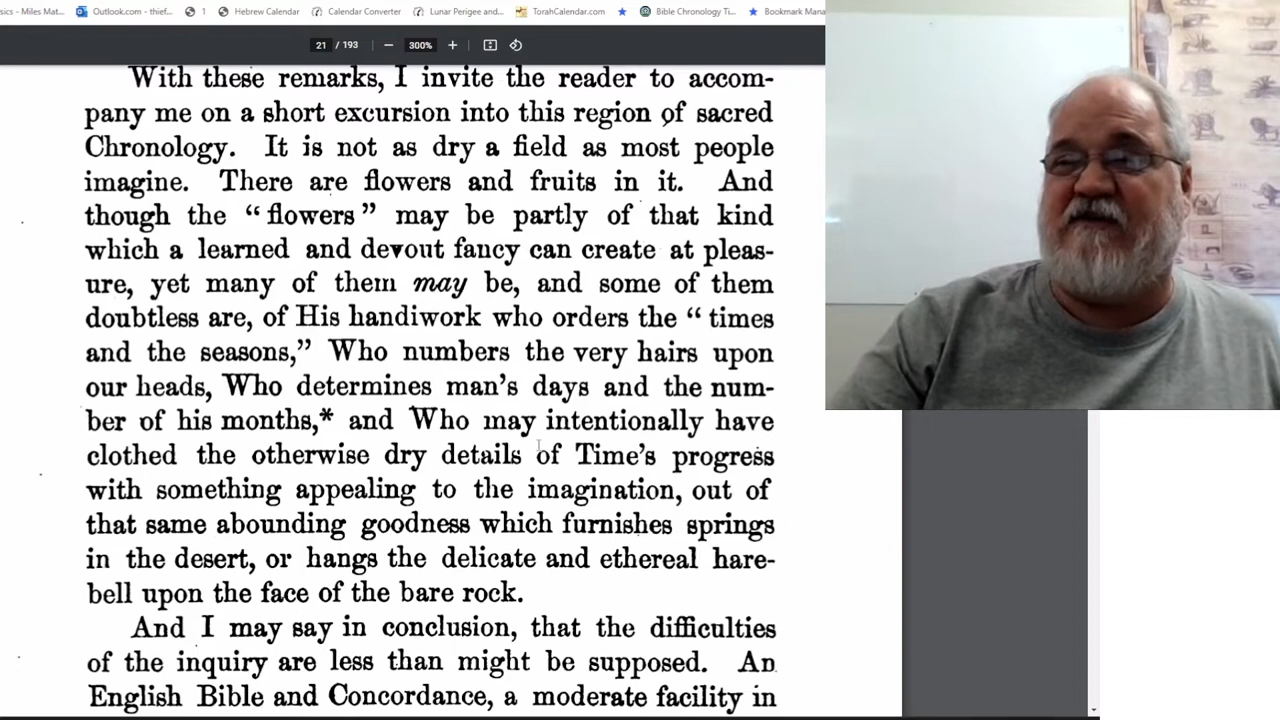 sics - Miles Mat...
Outlook.com - thief...
1
Hebrew Calendar
Calendar Converter
Lunar Perigee and...
TorahCalendar.com
Bible Chronology Ti...
Bookmark Mana
21 / 193
300%
With these remarks, I invite the reader to accom-
pany me on a short excursion into this region of sacred
Chronology. It is not as dry a field as most people
imagine. There are flowers and fruits in it. And
though the “flowers” may be partly of that kind
which a learned and devout fancy can create at pleas-
ure, yet many of them may be, and some of them
doubtless are, of His handiwork who orders the “times
and the seasons,” Who numbers the very hairs upon
our heads, Who determines man’s days and the num-
ber of his months,* and Who may intentionally have
clothed the otherwise dry details of Time’s progress
with something appealing to the imagination, out of
that same abounding goodness which furnishes springs
in the desert, or hangs the delicate and ethereal hare-
bell upon the face of the bare rock.
And I may say in conclusion, that the difficulties
of the inquiry are less than might be supposed. An
English Bible and Concordance, a moderate facility in